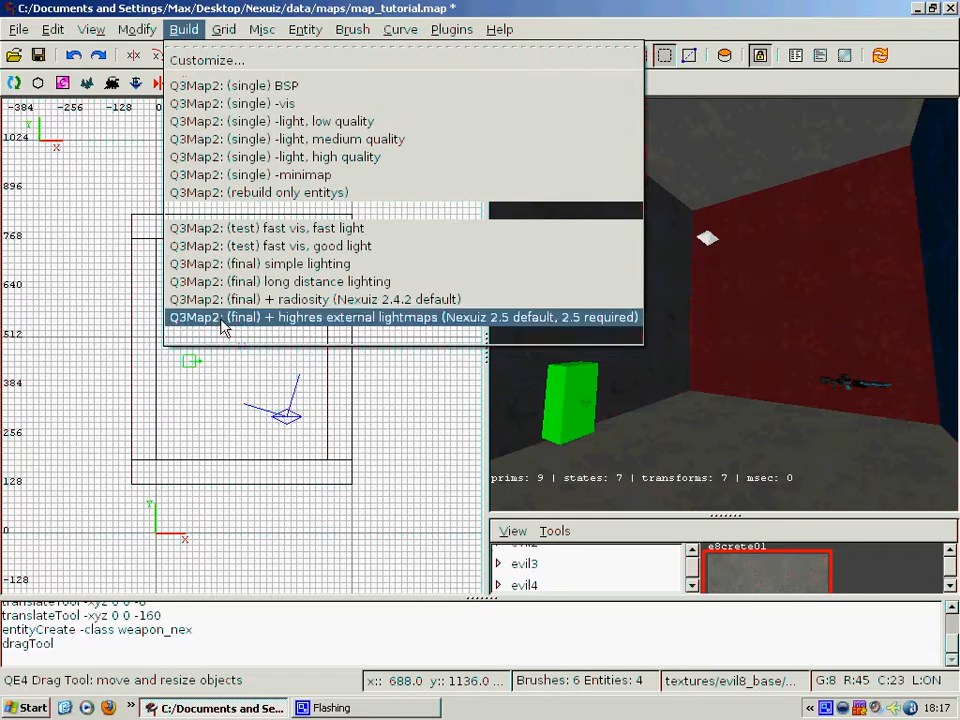 C:/Documents and Settings/Max/Desktop/Nexuiz/data/maps/map_tutorial.map *
File Edit View Modify Build Grid Misc Entity Brush Curve Plugins Help
Customize...
Q3Map2: (single) BSP
Q3Map2: (single) -vis
Q3Map2: (single) -light, low quality
Q3Map2: (single) -light, medium quality
Q3Map2: (single) -light, high quality
Q3Map2: (single) -minimap
Q3Map2: (rebuild only entitys)
Q3Map2: (test) fast vis, fast light
Q3Map2: (test) fast vis, good light
Q3Map2: (final) simple lighting
Q3Map2: (final) long distance lighting
Q3Map2: (final) + radiosity (Nexuiz 2.4.2 default)
Q3Map2: (final) + highres external lightmaps (Nexuiz 2.5 default, 2.5 required)
-384 -256 -128 0
Y
X
1024
896
768
640
512
384
256
128
0
-128
Y
X
prims: 9 | states: 7 | transforms: 7 | msec: 0
View Tools
evil2
evil3
evil4
e8crete01
translateTool -xyz 0 0 -8
translateTool -xyz 0 0 -160
entityCreate -class weapon_nex
dragTool
QE4 Drag Tool: move and resize objects
x:: 688.0 y:: 1136.0 ...
Brushes: 6 Entities: 4
textures/evil8_base/...
G:8 R:45 C:23 L:ON
Start
C:/Documents and Se...
Flashing
18:17